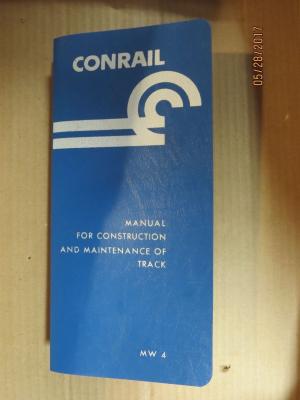 CONRAIL
MANUAL
FOR CONSTRUCTION
AND MAINTENANCE OF
TRACK
MW 4
05/28/2017